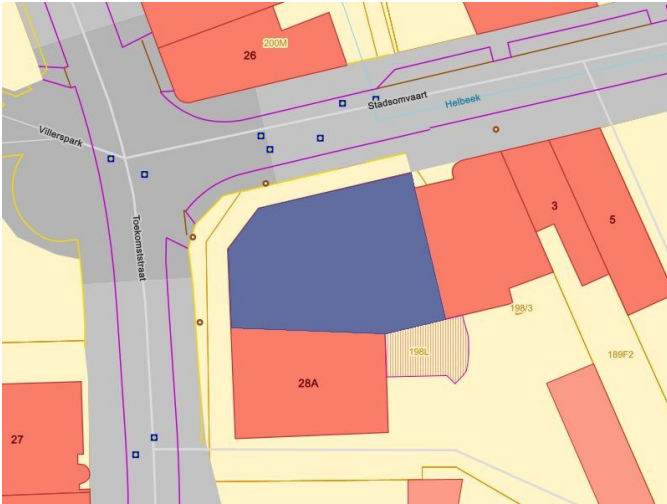 26
200M
Stadsomvaart
Helbeek
Villerspark
Toekomststraat
3
5
198/3
198L
189F2
28A
27